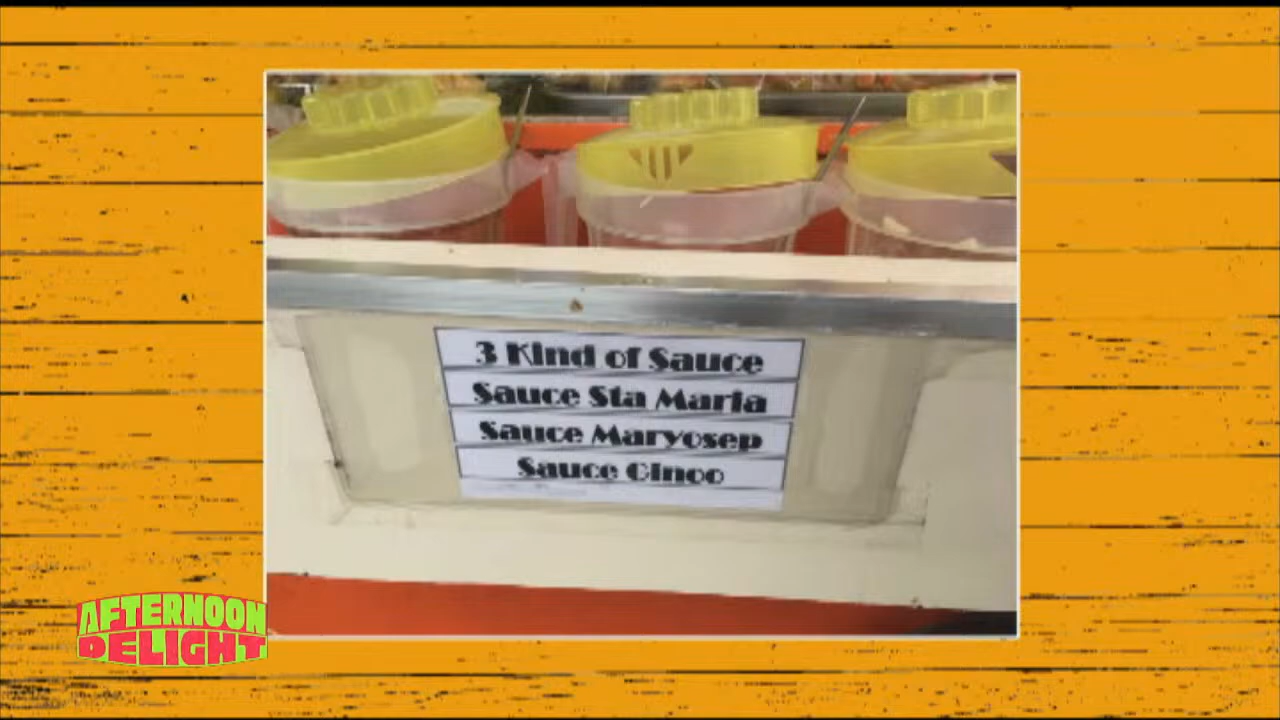 3 Kind of Sauce
Sauce Sta Maria
Sauce Maryosep
Sauce Ginoo
AFTERNOON
DELIGHT